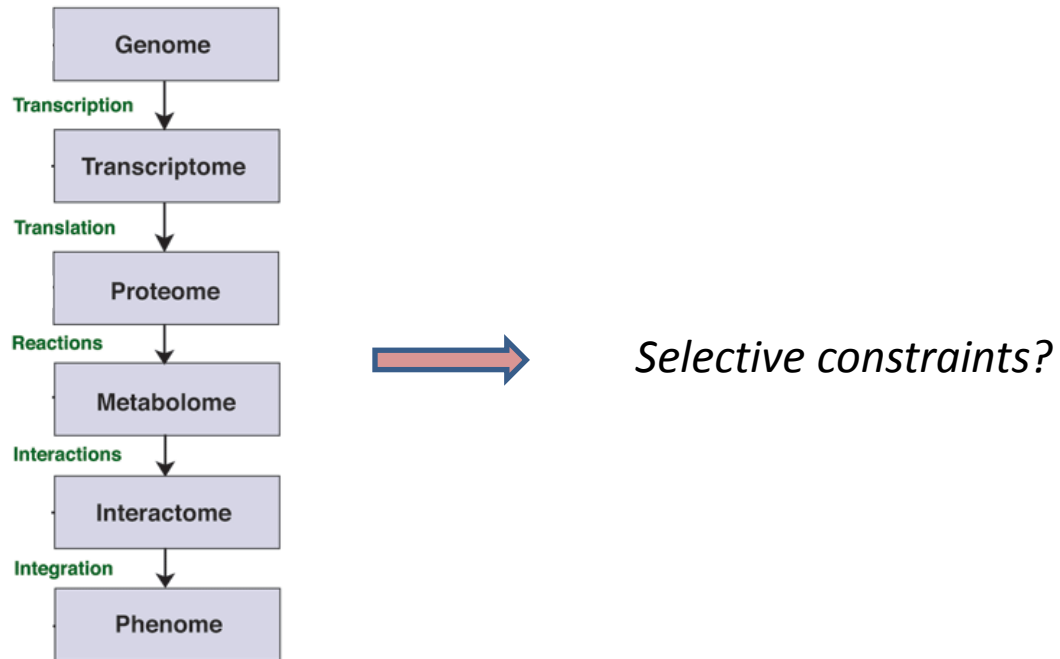 Genome
Transcription
Transcriptome
Translation
Proteome
Reactions
Metabolome
Selective constraints?
Interactions
Interactome
Integration
Phenome